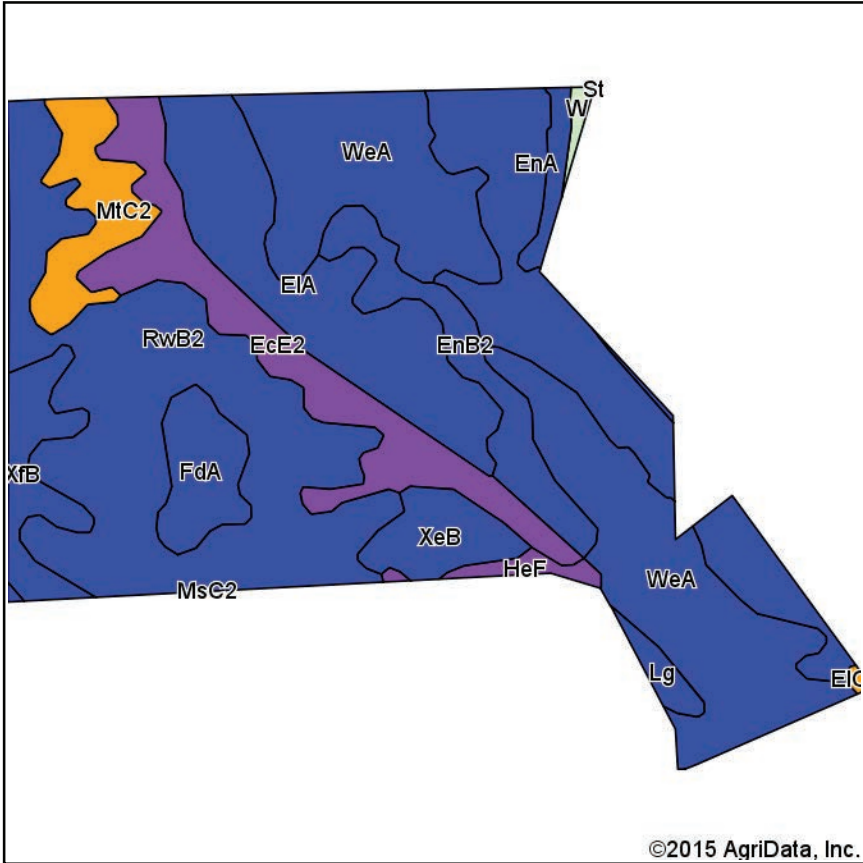 St
W
WeA
EnA
MtC2
ElA
RwB2
EcE2
EnB2
XfB
FdA
XeB
HeF
WeA
MsC2
Lg
ElC
©2015 AgriData, Inc.